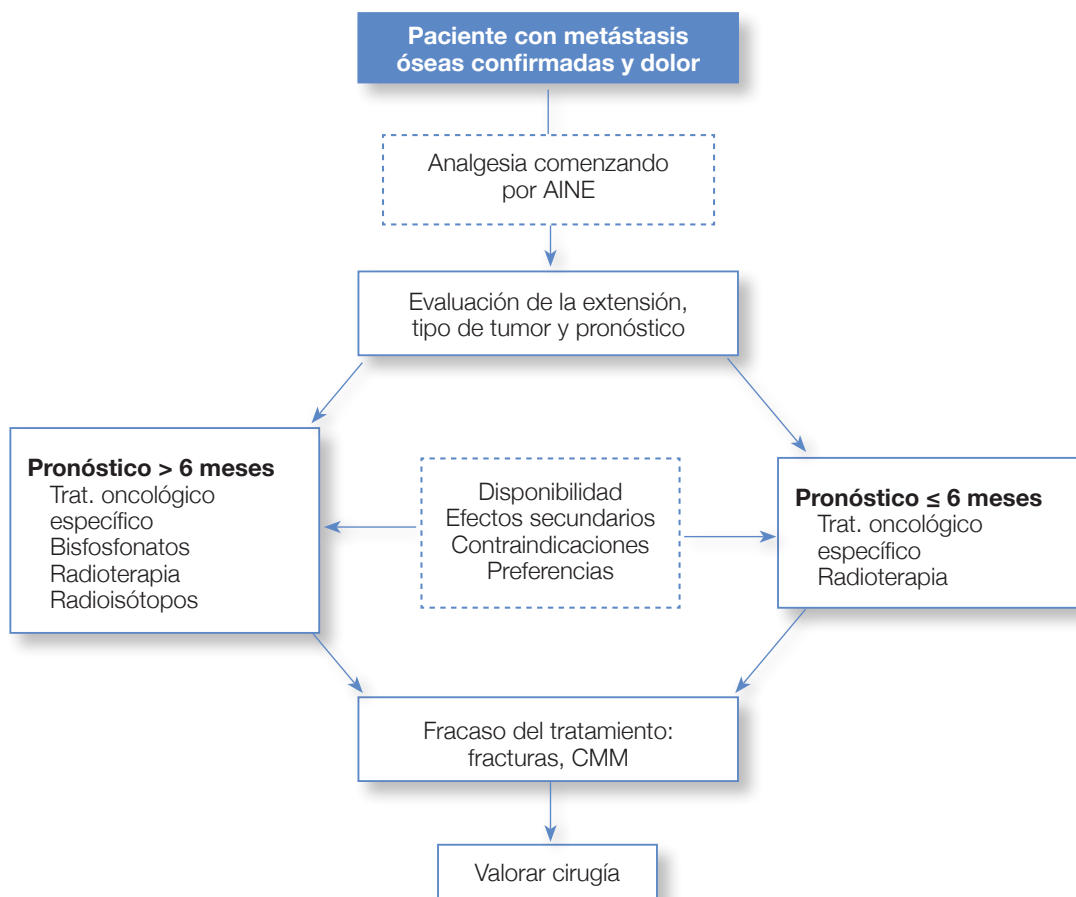 Paciente con metástasis
óseas confirmadas y dolor
Analgesia comenzando
por AINE
Evaluación de la extensión,
tipo de tumor y pronóstico
Pronóstico > 6 meses
Trat. oncológico
específico
Bisfosfonatos
Radioterapia
Radioisótopos
Disponibilidad
Efectos secundarios
Contraindicaciones
Preferencias
Pronóstico ≤ 6 meses
Trat. oncológico
específico
Radioterapia
Fracaso del tratamiento:
fracturas, CMM
Valorar cirugía